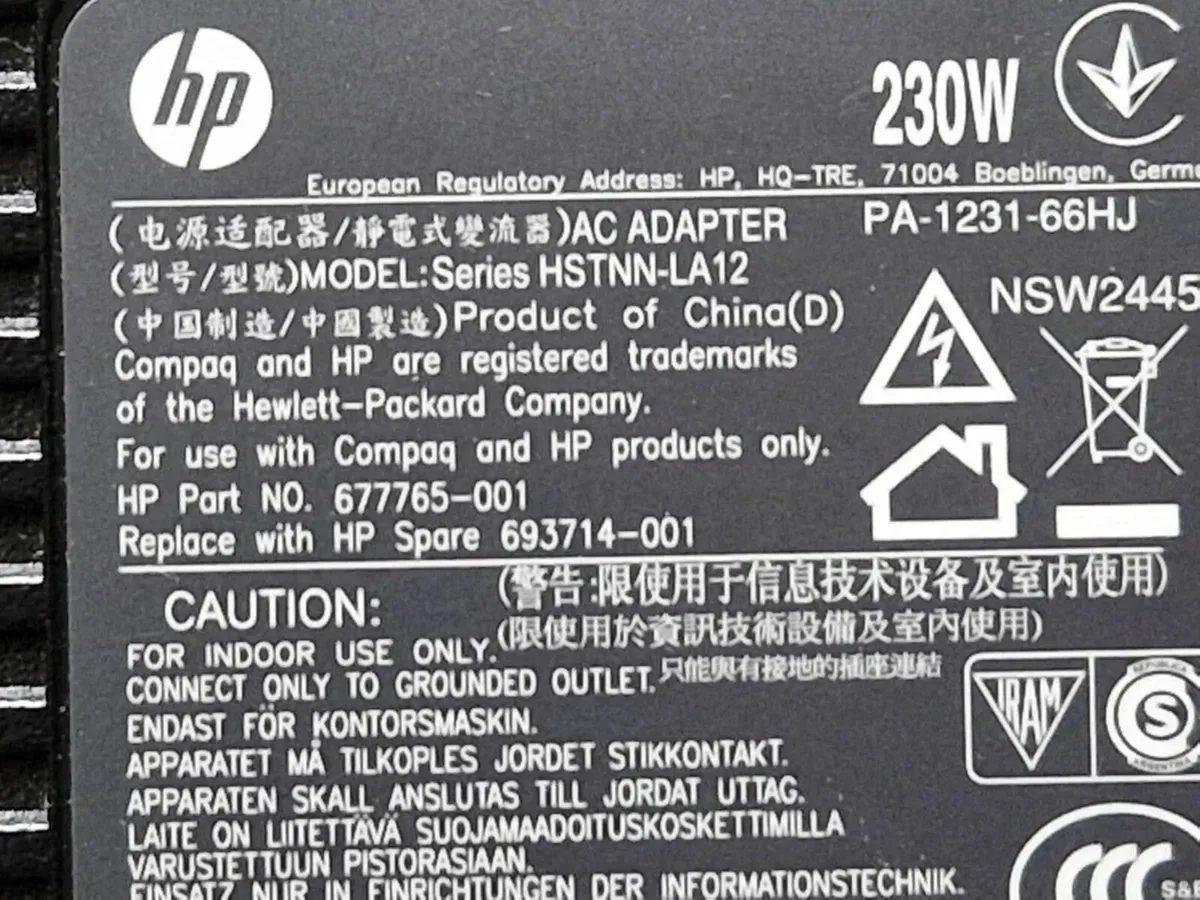 hp
230W
European Regulatory Address: HP, HQ-TRE, 71004 Boeblingen, Germ
(电源适配器/靜電式變流器)AC ADAPTER PA-1231-66HJ
(型号/型號)MODEL:Series HSTNN-LA12
NSW2445
(中国制造/中國製造)Product of China(D)
Compaq and HP are registered trademarks
of the Hewlett-Packard Company.
For use with Compaq and HP products only.
HP Part NO. 677765-001
Replace with HP Spare 693714-001
CAUTION: (警告:限使用于信息技术设备及室内使用)
(限使用於資訊技術設備及室內使用)
FOR INDOOR USE ONLY.
CONNECT ONLY TO GROUNDED OUTLET. 只能與有接地的插座連結
ENDAST FÖR KONTORSMASKIN.
APPARATET MÅ TILKOPLES JORDET STIKKONTAKT.
APPARATEN SKALL ANSLUTAS TILL JORDAT UTTAG.
LAITE ON LIITETTÄVÄ SUOJAMAADOITUSKOSKETTIMILLA
VARUSTETTUUN PISTORASIAAN.
EINSATZ NUR IN EINRICHTUNGEN DER INFORMATIONSTECHNIK.
IRAM
REPUBLICA
S
ARGENTINA
CCC
S&E